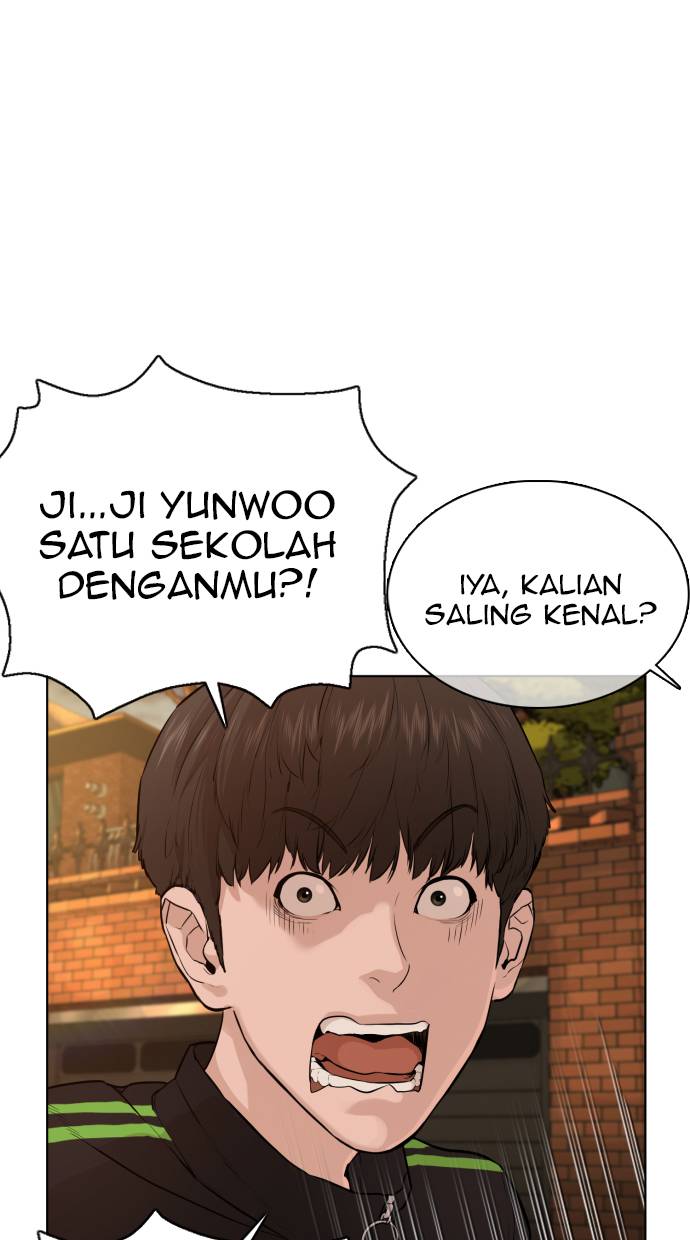 JI...JI YUNWOO
SATU SEKOLAH
DENGANMU?!
IYA, KALIAN
SALING KENAL?